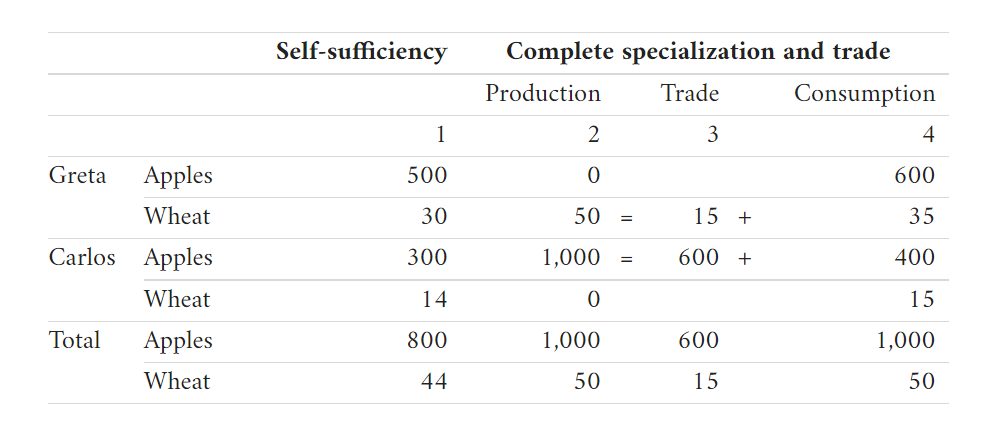 Self-sufficiency Complete specialization and trade
Production Trade Consumption
1 2 3 4
Greta Apples 500 0 600
Wheat 30 50 = 15 + 35
Carlos Apples 300 1,000 = 600 + 400
Wheat 14 0 15
Total Apples 800 1,000 600 1,000
Wheat 44 50 15 50